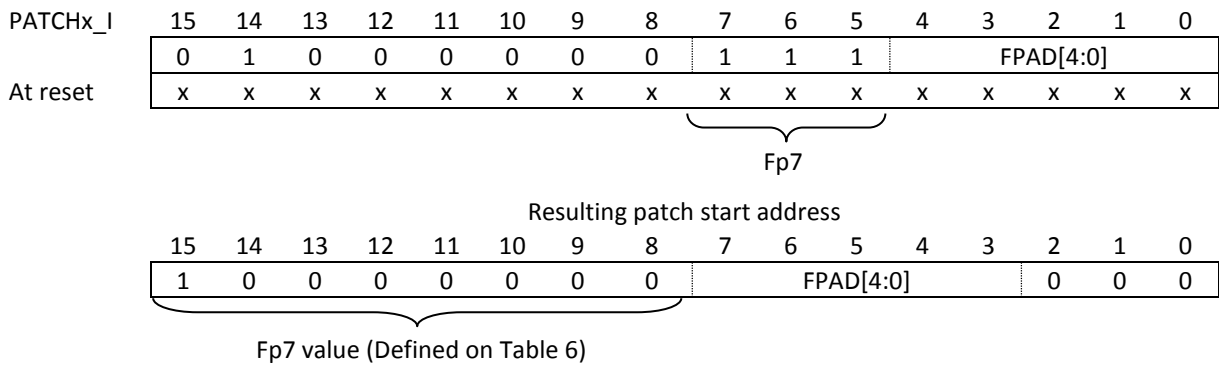 PATCHx_I 15 14 13 12 11 10 9 8 7 6 5 4 3 2 1 0
0 1 0 0 0 0 0 0 1 1 1 FPAD[4:0]
At reset x x x x x x x x x x x x x x x x
Fp7
Resulting patch start address
15 14 13 12 11 10 9 8 7 6 5 4 3 2 1 0
1 0 0 0 0 0 0 0 FPAD[4:0] 0 0 0
Fp7 value (Defined on Table 6)